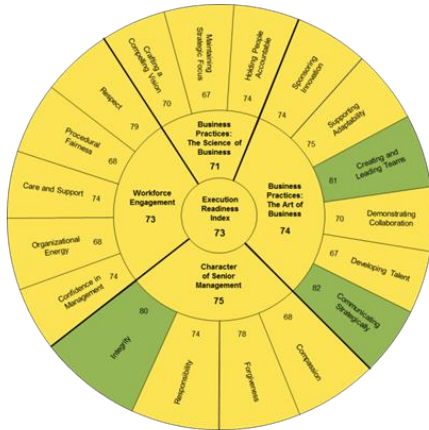 Crafting a
Compelling Vision
70
Maintaining
Strategic Focus
67
Holding People
Accountable
74
Sponsoring
Innovation
74
Supporting
Adaptability
75
Creating and
Leading Teams
81
Demonstrating
Collaboration
70
Developing Talent
67
Communicating
Strategically
82
Compassion
68
Forgiveness
78
Responsibility
74
Integrity
80
Confidence in
Management
74
Organizational
Energy
68
Care and Support
74
Procedural
Fairness
68
Respect
79
Business
Practices:
The Science of
Business
71
Business
Practices:
The Art of
Business
74
Character
of Senior
Management
75
Workforce
Engagement
73
Execution
Readiness
Index
73